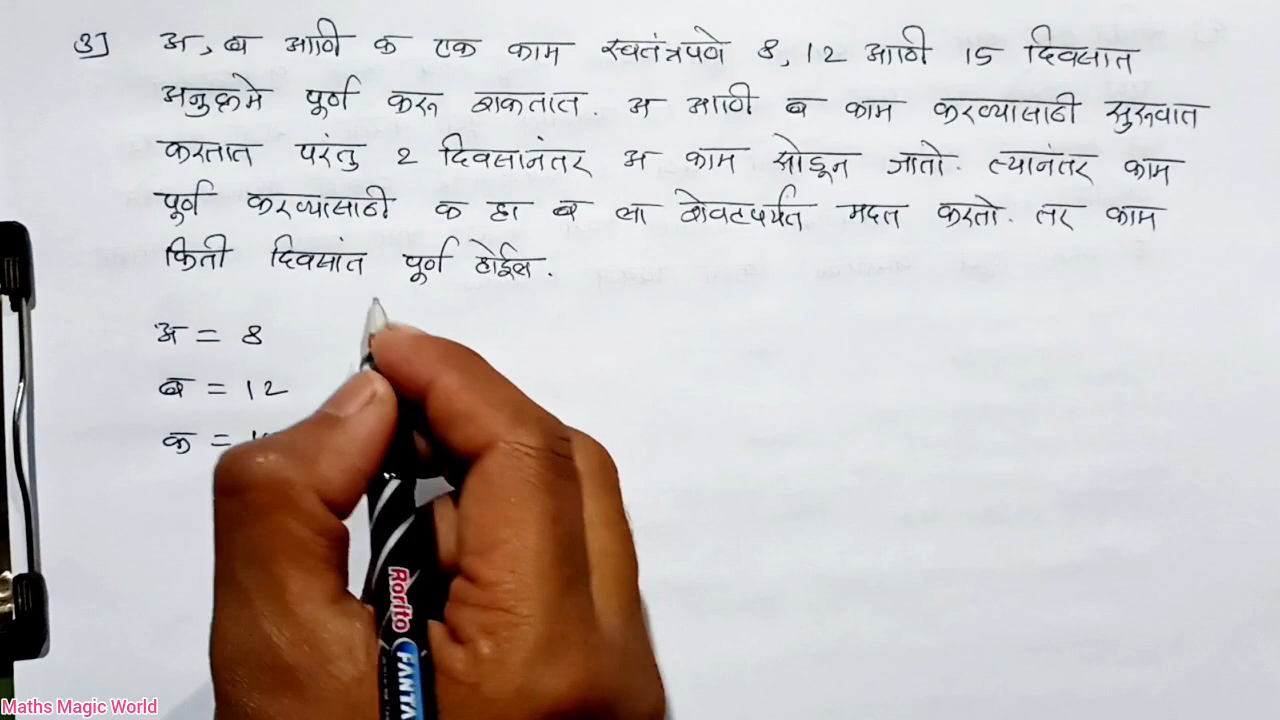 3] अ, ब आणि क एक काम स्वतंत्रपणे 8, 12 आणी 15 दिवसात
अनुक्रमे पूर्ण करू शकतात. अ आणी ब काम करण्यासाठी सुरूवात
करतात परंतु 2 दिवसानंतर अ काम सोडून जातो. त्यानंतर काम
पूर्ण करण्यासाठी क हा ब ला शेवटपर्यंत मदत करतो. तर काम
किती दिवसांत पूर्ण होईल.
अ = 8
ब = 12
क =
Rorito
FANTA
Maths Magic World